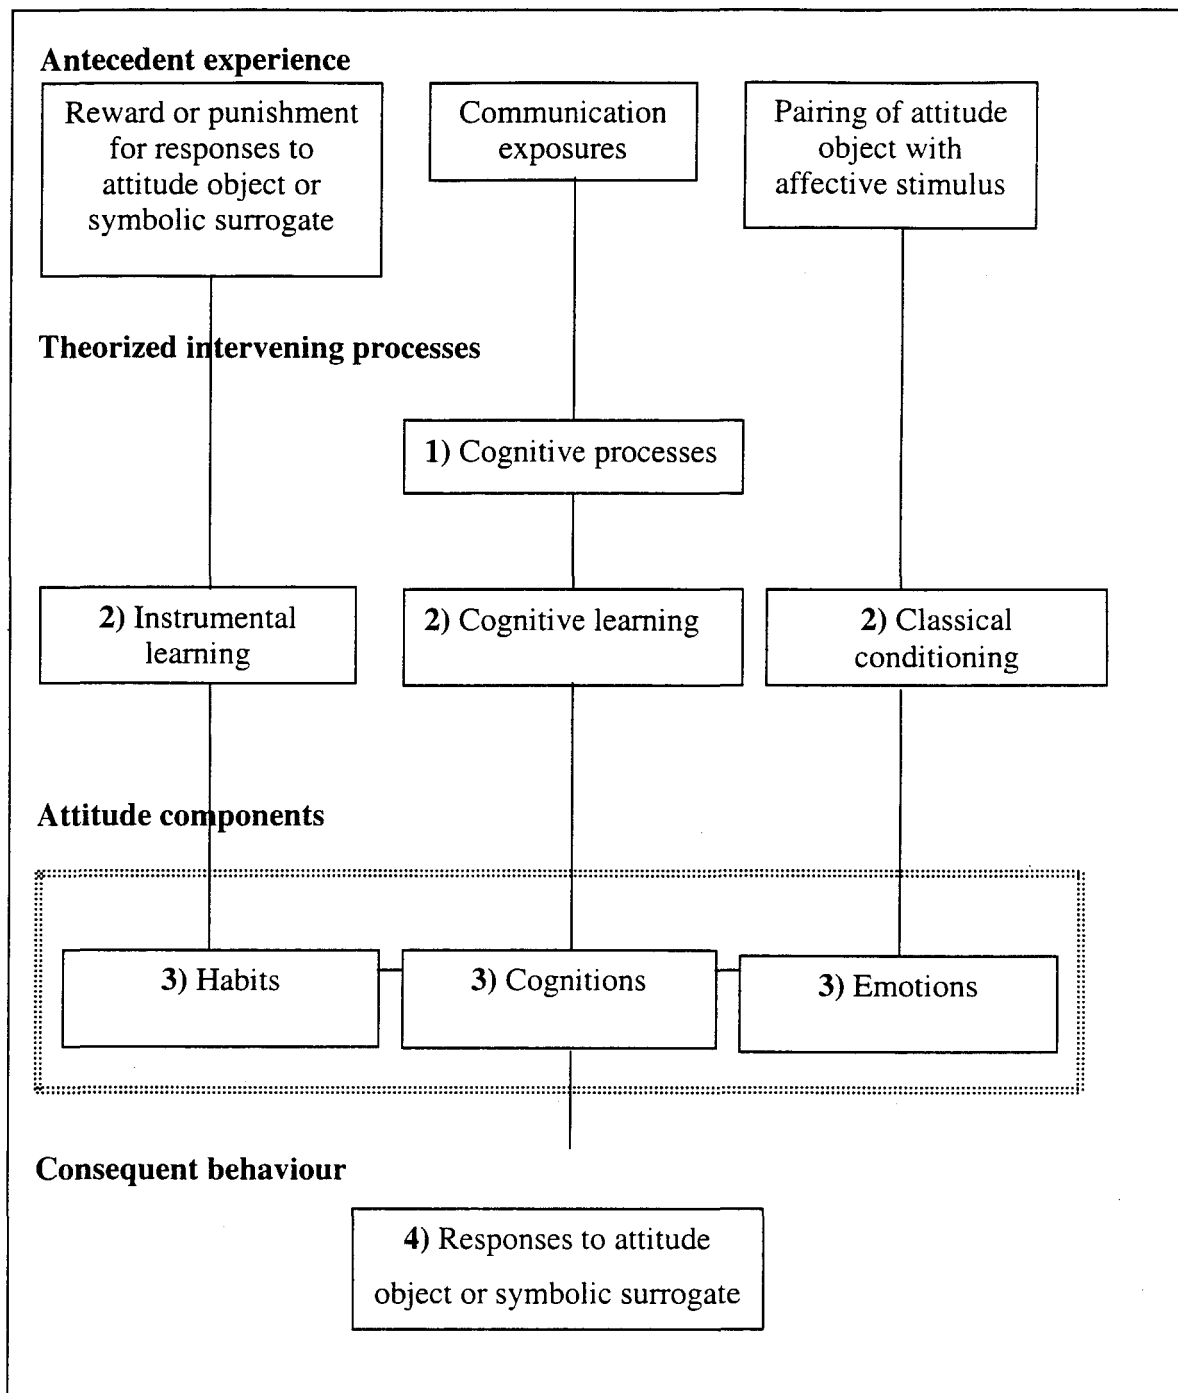 Antecedent experience
Reward or punishment
for responses to
attitude object or
symbolic surrogate
Communication
exposures
Pairing of attitude
object with
affective stimulus
Theorized intervening processes
1) Cognitive processes
2) Instrumental
learning
2) Cognitive learning
2) Classical
conditioning
Attitude components
3) Habits
3) Cognitions
3) Emotions
Consequent behaviour
4) Responses to attitude
object or symbolic surrogate